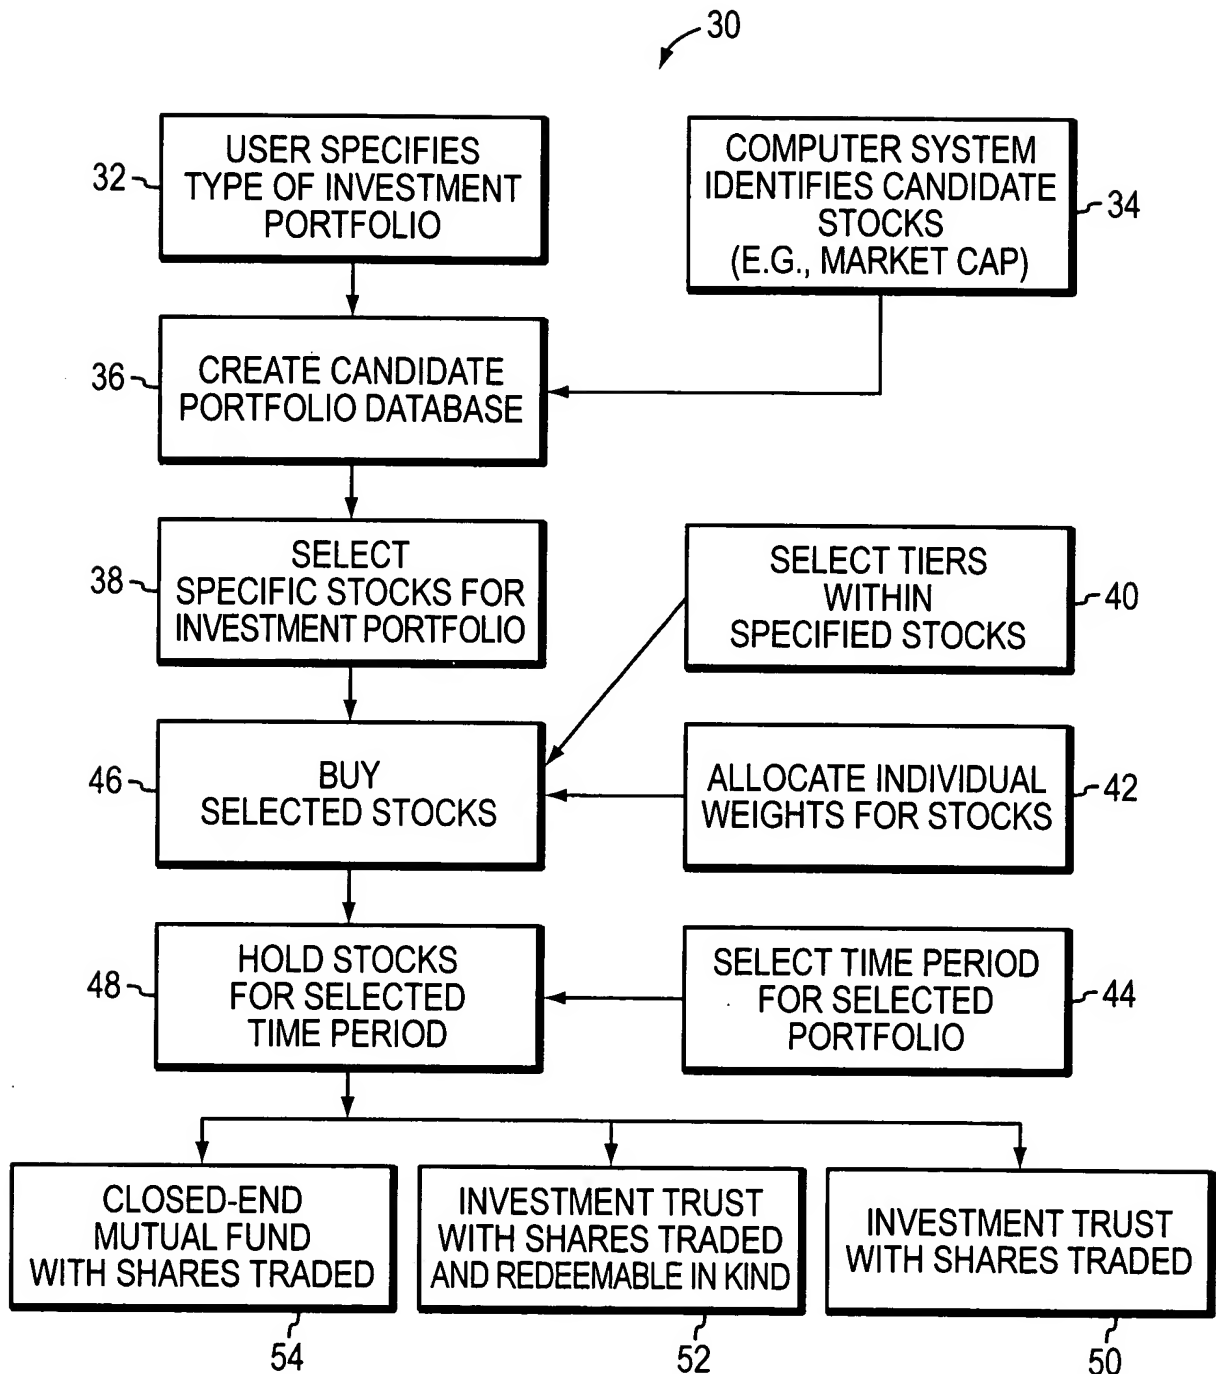 30
USER SPECIFIES
TYPE OF INVESTMENT
PORTFOLIO
32
COMPUTER SYSTEM
IDENTIFIES CANDIDATE
STOCKS
(E.G., MARKET CAP)
34
CREATE CANDIDATE
PORTFOLIO DATABASE
36
SELECT
SPECIFIC STOCKS FOR
INVESTMENT PORTFOLIO
38
SELECT TIERS
WITHIN
SPECIFIED STOCKS
40
BUY
SELECTED STOCKS
46
ALLOCATE INDIVIDUAL
WEIGHTS FOR STOCKS
42
HOLD STOCKS
FOR SELECTED
TIME PERIOD
48
SELECT TIME PERIOD
FOR SELECTED
PORTFOLIO
44
CLOSED-END
MUTUAL FUND
WITH SHARES TRADED
54
INVESTMENT TRUST
WITH SHARES TRADED
AND REDEEMABLE IN KIND
52
INVESTMENT TRUST
WITH SHARES TRADED
50